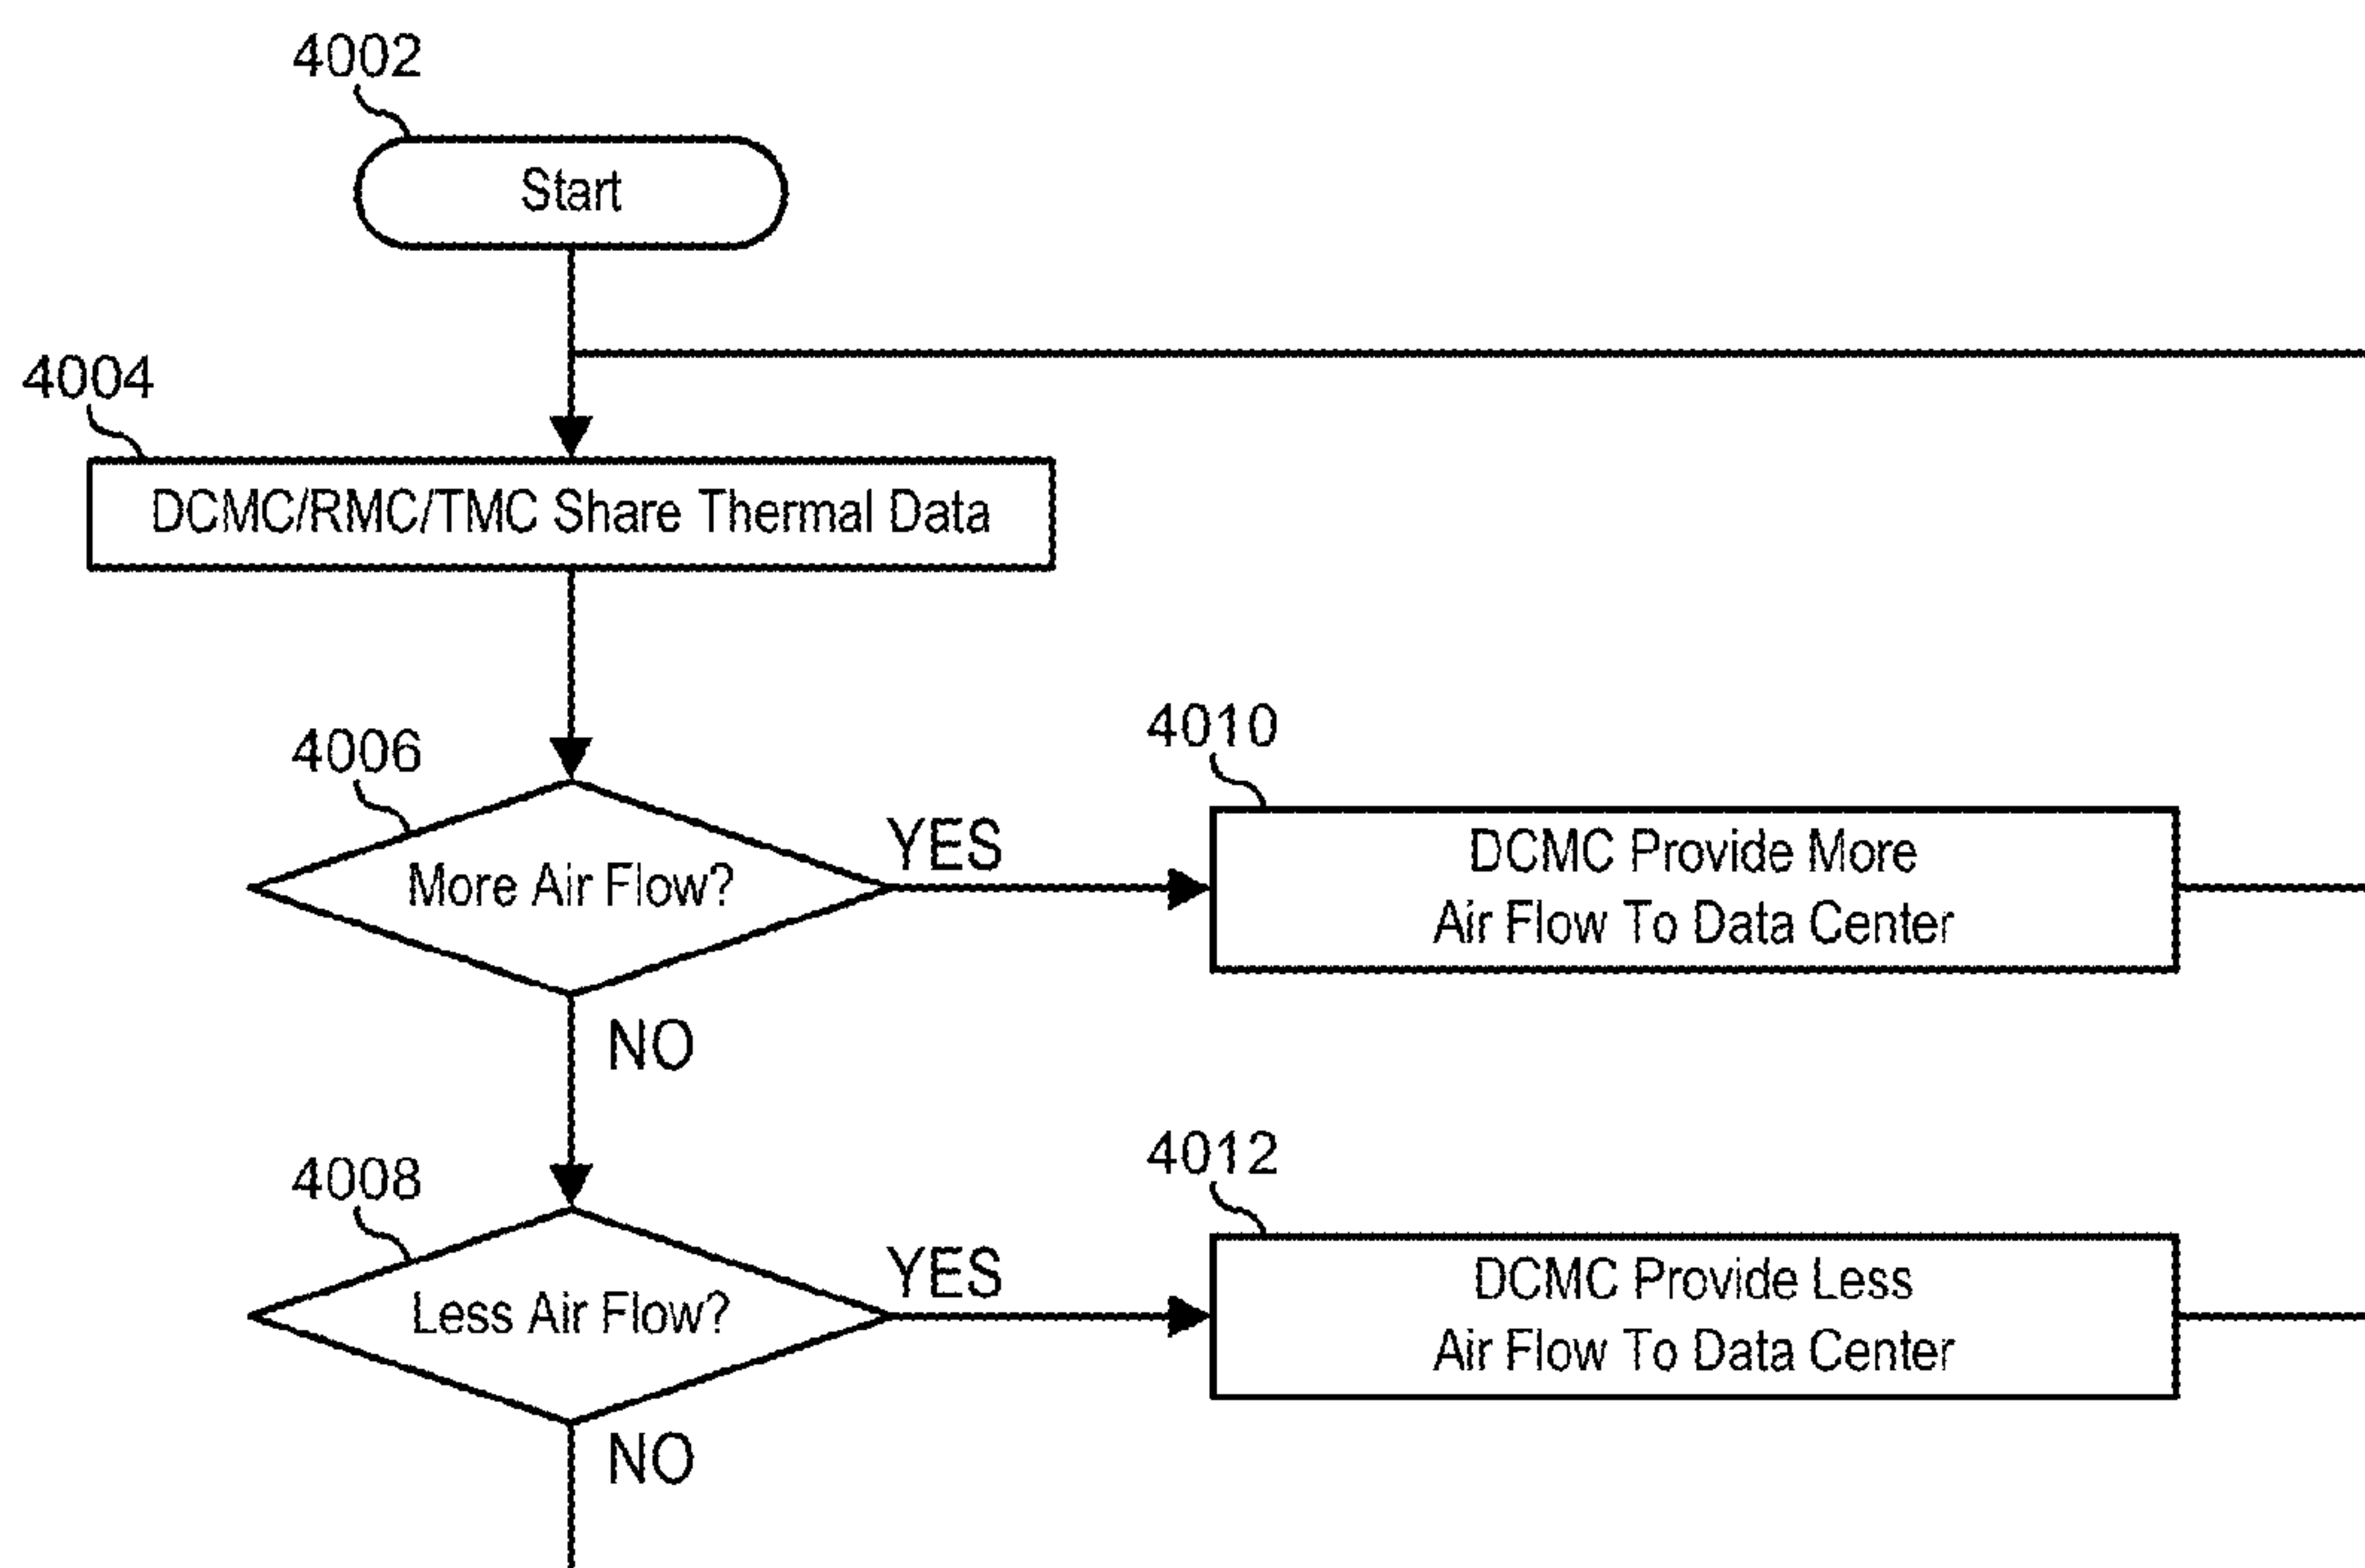 4002
Start
4004
DCMC/RMC/TMC Share Thermal Data
4006
More Air Flow?
YES
4010
DCMC Provide More
Air Flow To Data Center
NO
4008
Less Air Flow?
YES
4012
DCMC Provide Less
Air Flow To Data Center
NO